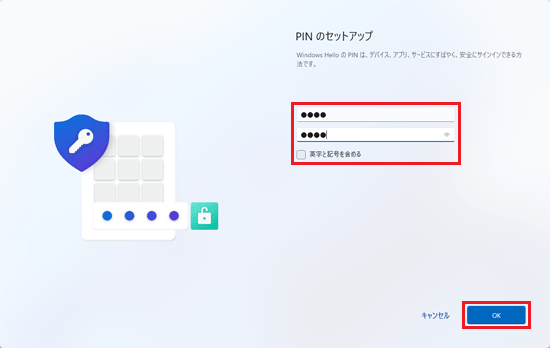 PIN のセットアップ
Windows Hello の PIN は、デバイス、アプリ、サービスにすばやく、安全にサインインできる方
法です。
●●●●
●●●●
英字と記号を含める
キャンセル
OK